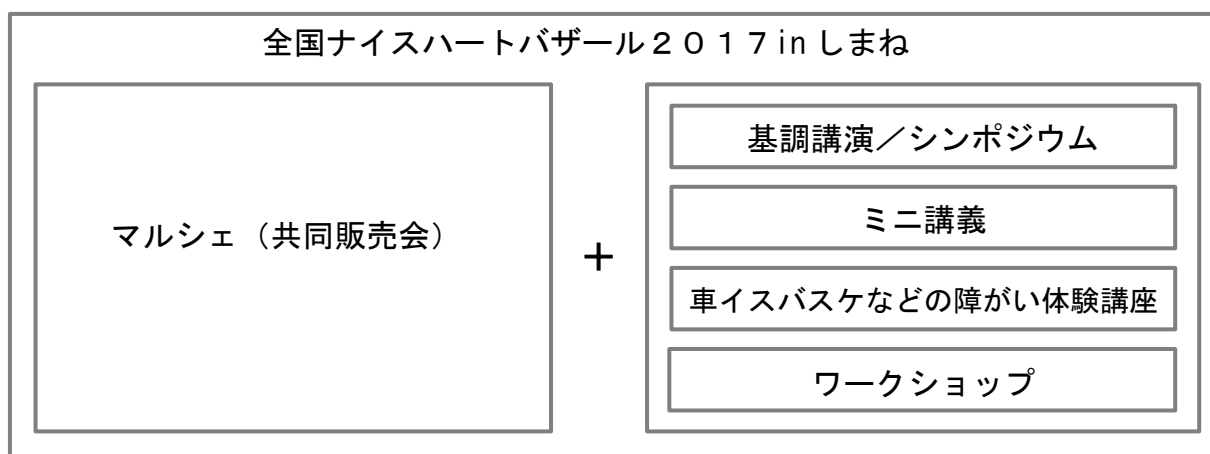 全国ナイスハートバザール２０１７in しまね
マルシェ（共同販売会）
＋
基調講演／シンポジウム
ミニ講義
車イスバスケなどの障がい体験講座
ワークショップ